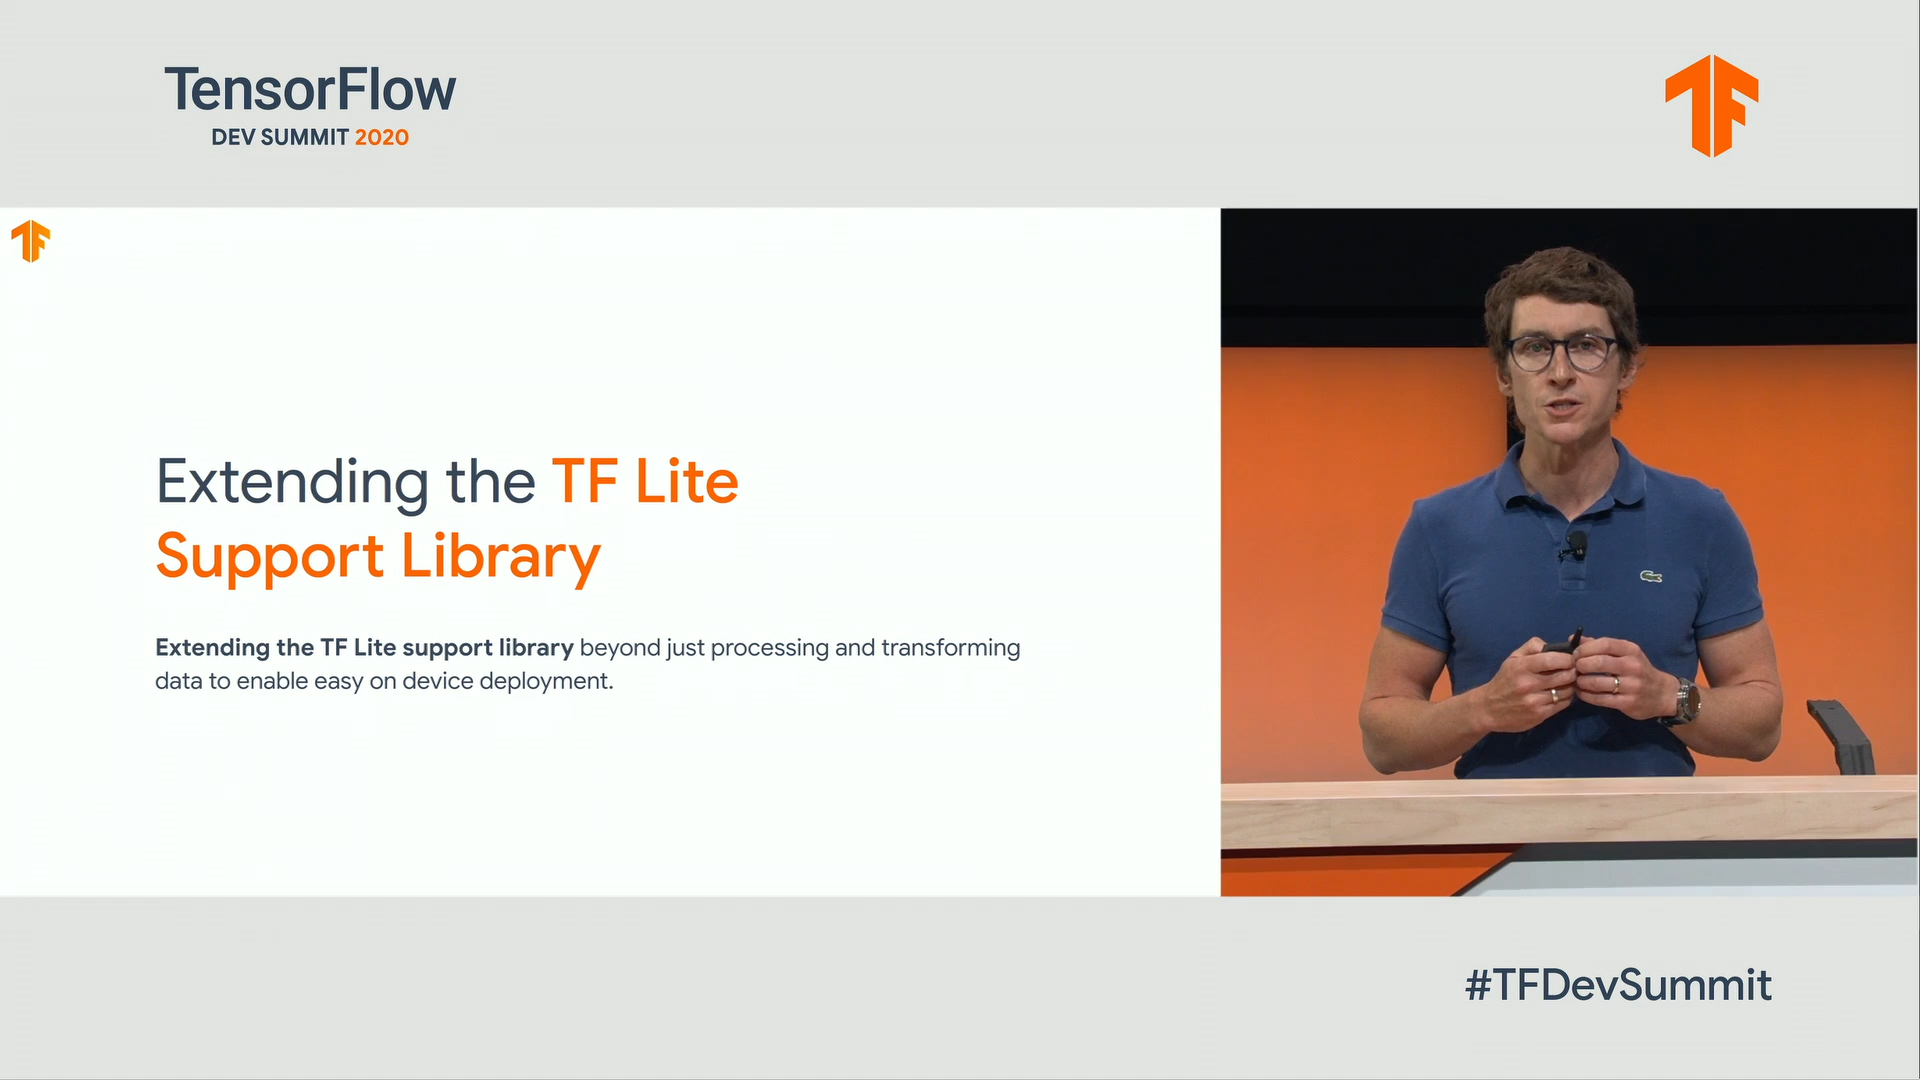 TensorFlow
DEV SUMMIT 2020
Extending the TF Lite
Support Library
Extending the TF Lite support library beyond just processing and transforming
data to enable easy on device deployment.
#TFDevSummit